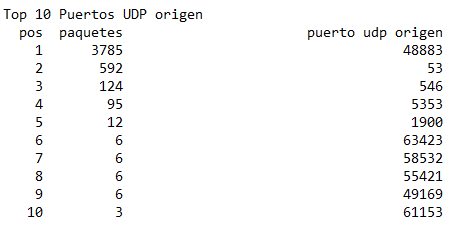 Top 10 Puertos UDP origen
pos paquetes puerto udp origen
1 3785 48883
2 592 53
3 124 546
4 95 5353
5 12 1900
6 6 63423
7 6 58532
8 6 55421
9 6 49169
10 3 61153